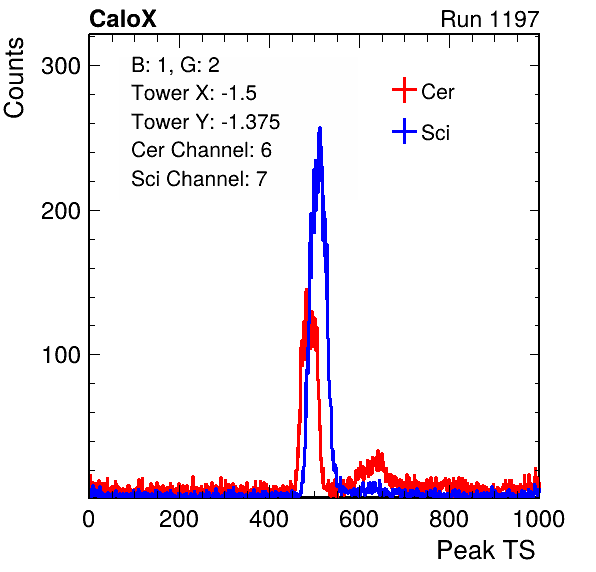 CaloX Run 1197
Counts
300
200
100
B: 1, G: 2
Tower X: -1.5
Tower Y: -1.375
Cer Channel: 6
Sci Channel: 7
Cer
Sci
0 200 400 600 800 1000
Peak TS